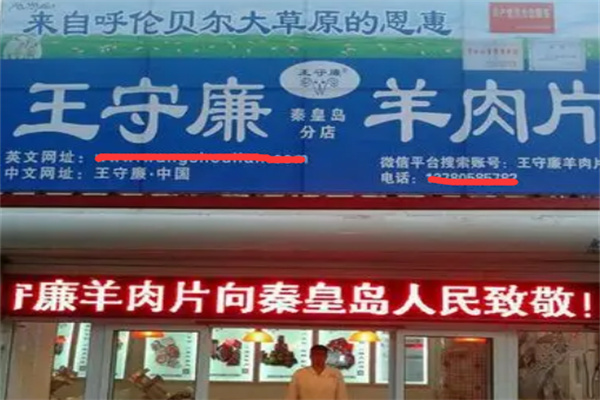 来自呼伦贝尔大草原的恩惠
王守廉
王守廉
秦皇岛
分店
羊肉片
英文网址：
中文网址：王守廉·中国
微信平台搜索账号：王守廉羊肉片
电话：
守廉羊肉片向秦皇岛人民致敬！